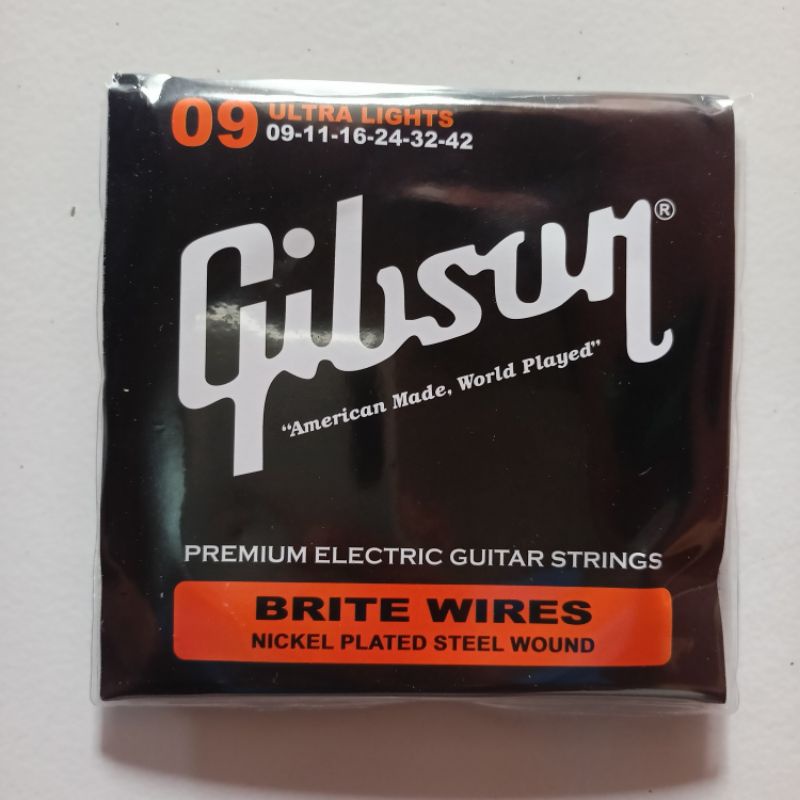 09 ULTRA LIGHTS
09-11-16-24-32-42
Gibson®
“American Made, World Played”
PREMIUM ELECTRIC GUITAR STRINGS
BRITE WIRES
NICKEL PLATED STEEL WOUND